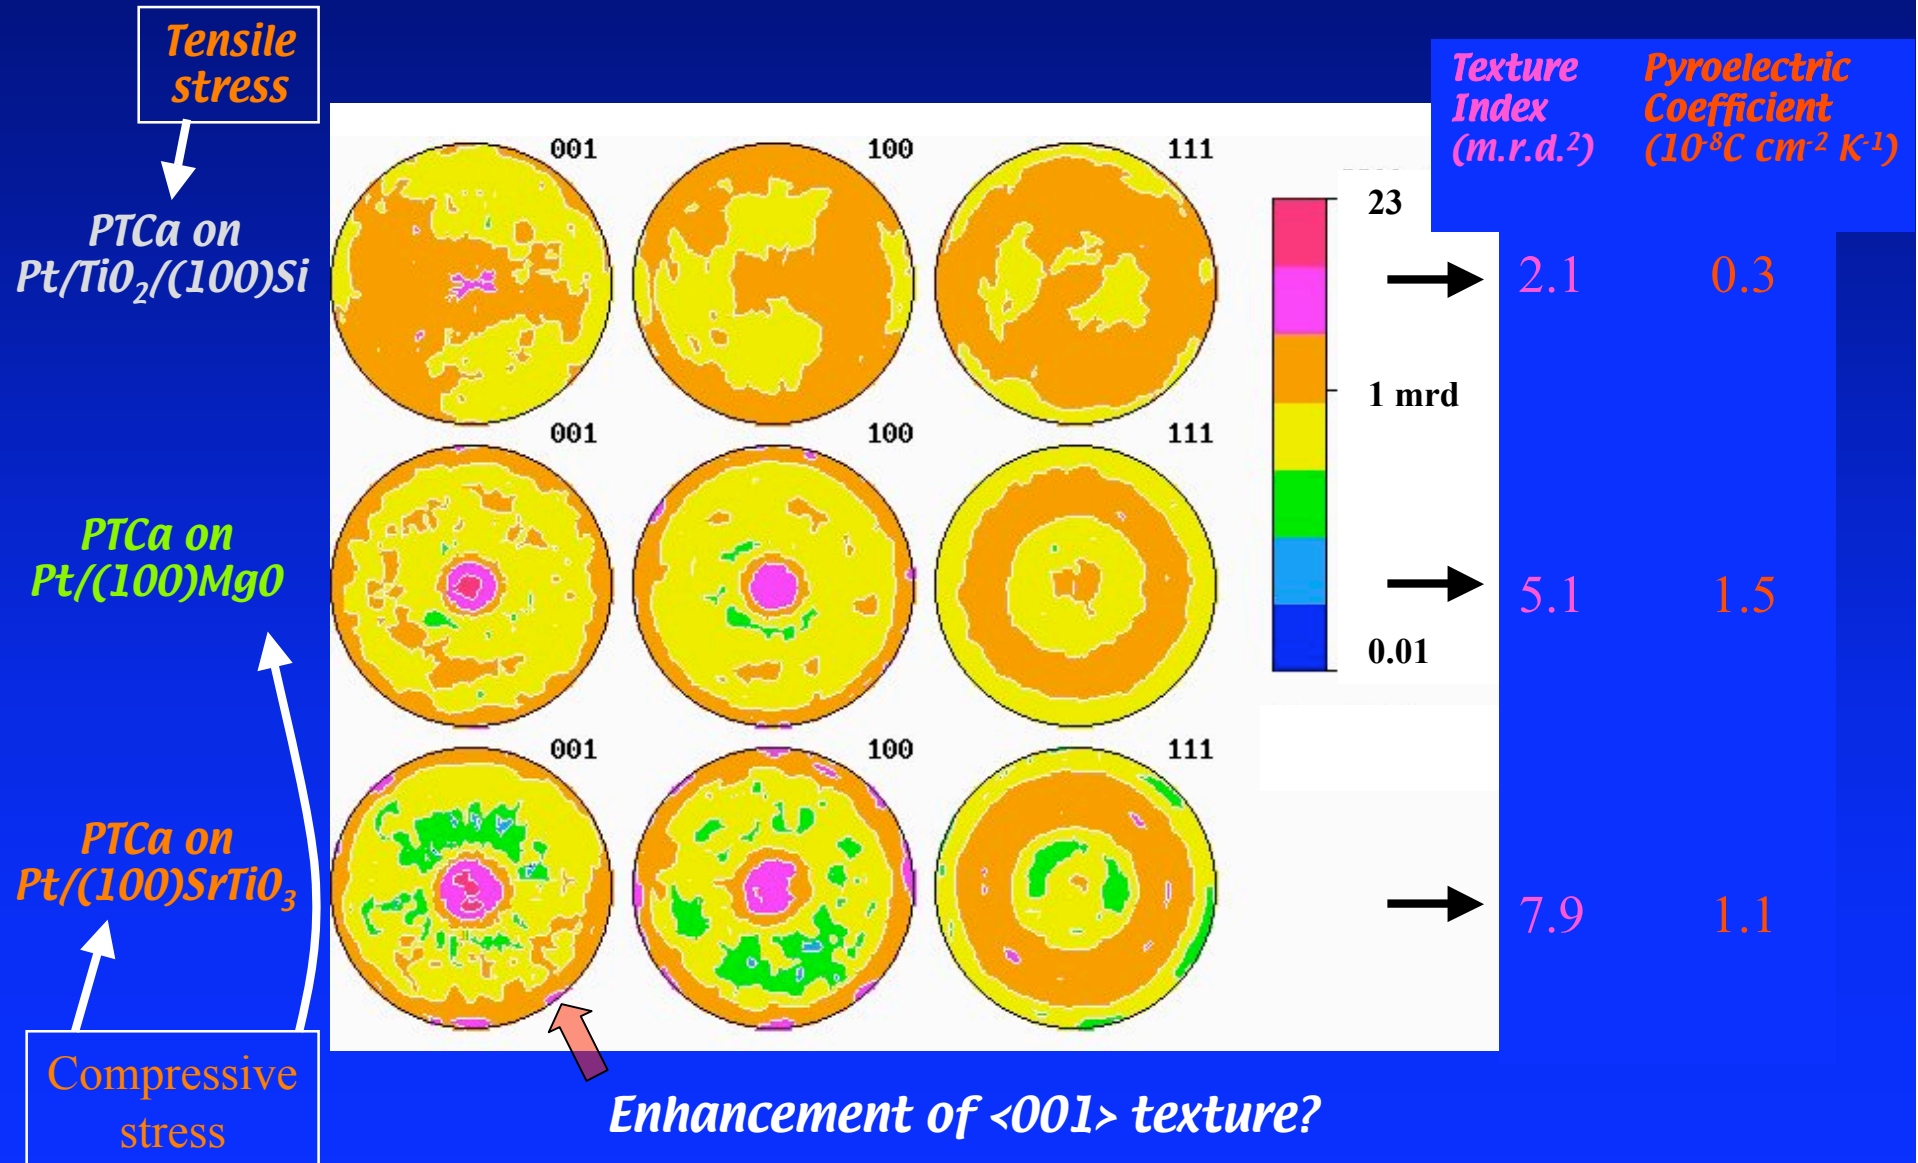 Tensile
stress
Texture
Index
(m.r.d.²)
Pyroelectric
Coefficient
(10⁻⁸C cm⁻² K⁻¹)
PTCa on
Pt/TiO₂/(100)Si
001
100
111
23
1 mrd
0.01
2.1
0.3
PTCa on
Pt/(100)MgO
001
100
111
5.1
1.5
PTCa on
Pt/(100)SrTiO₃
001
100
111
7.9
1.1
Compressive
stress
Enhancement of <001> texture?